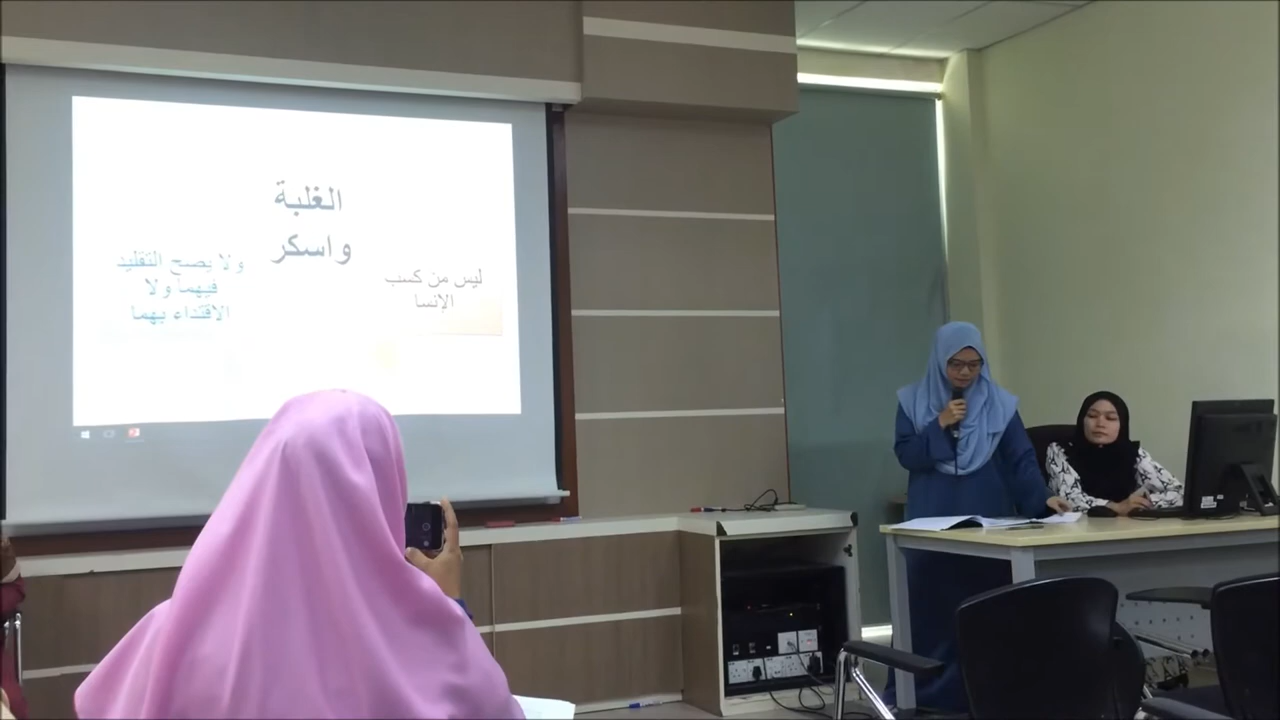 الغلبة
واسكر
ليس من كسب
الإنسا
ولا يصح التقليد
فيهما ولا
الاقتداء بهما